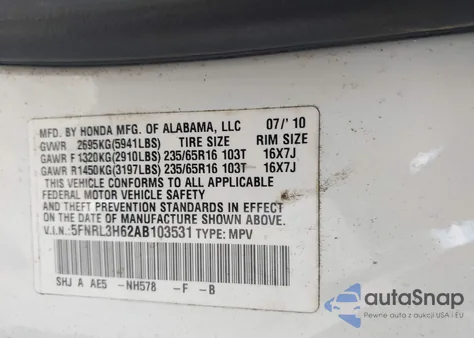 MFD. BY HONDA MFG. OF ALABAMA, LLC 07/'10
GVWR 2695KG(5941LBS) TIRE SIZE RIM SIZE
GAWR F 1320KG(2910LBS) 235/65R16 103T 16X7J
GAWR R1450KG(3197LBS) 235/65R16 103T 16X7J
THIS VEHICLE CONFORMS TO ALL APPLICABLE
FEDERAL MOTOR VEHICLE SAFETY, BUMPER,
AND THEFT PREVENTION STANDARDS IN EFFECT
ON THE DATE OF MANUFACTURE SHOWN ABOVE.
V.I.N.: 5FNRL3H62AB103531 TYPE: MPV
SHJ A AE5 -NH578 -F -B
autoSnap
Pewne auta z aukcji w USA i EU